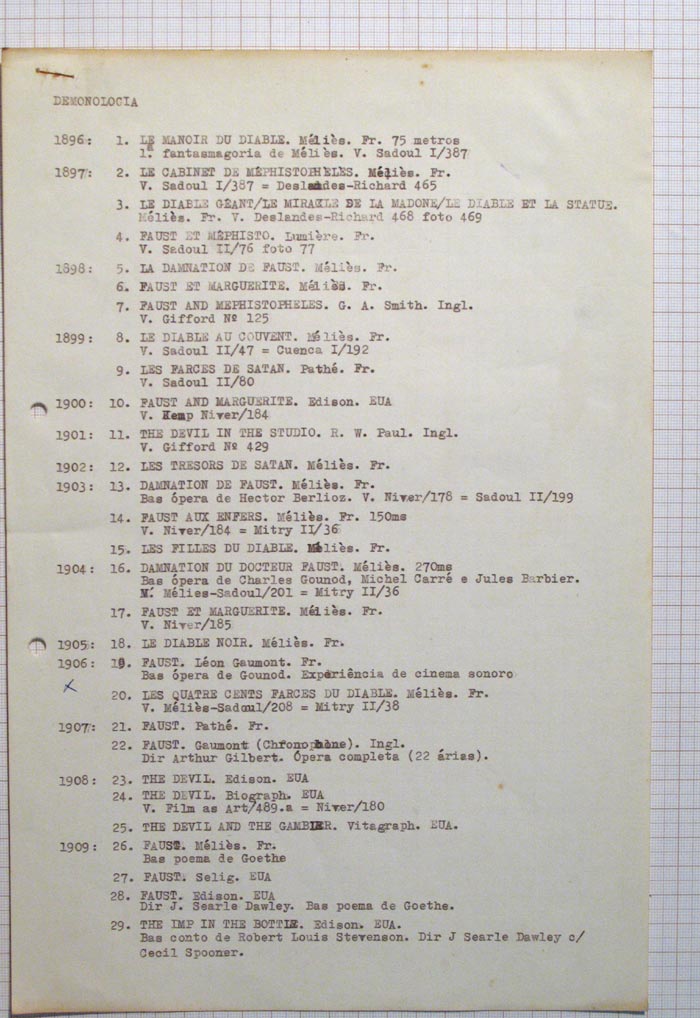 DEMONOLOGIA
1896: 1. LE MANOIR DU DIABLE. Méliès. Fr. 75 metros
1ª fantasmagoria de Méliès. V. Sadoul I/387
1897: 2. LE CABINET DE MÉPHISTOPHELES. Méliès. Fr.
V. Sadoul I/387 = Deslandes-Richard 465
3. LE DIABLE GÉANT/LE MIRACLE DE LA MADONE/LE DIABLE ET LA STATUE.
Méliès. Fr. V. Deslandes-Richard 468 foto 469
4. FAUST ET MÉPHISTO. Lumière. Fr.
V. Sadoul II/76 foto 77
1898: 5. LA DAMNATION DE FAUST. Méliès. Fr.
6. FAUST ET MARGUERITE. Méliès. Fr.
7. FAUST AND MEPHISTOPHELES. G. A. Smith. Ingl.
V. Gifford Nº 125
1899: 8. LE DIABLE AU COUVENT. Méliès. Fr.
V. Sadoul II/47 = Cuenca I/192
9. LES FARCES DE SATAN. Pathé. Fr.
V. Sadoul II/80
1900: 10. FAUST AND MARGUERITE. Edison. EUA
V. Kemp Niver/184
1901: 11. THE DEVIL IN THE STUDIO. R. W. Paul. Ingl.
V. Gifford Nº 429
1902: 12. LES TRESORS DE SATAN. Méliès. Fr.
1903: 13. DAMNATION DE FAUST. Méliès. Fr.
Bas ópera de Hector Berlioz. V. Niver/178 = Sadoul II/199
14. FAUST AUX ENFERS. Méliès. Fr. 150ms
V. Niver/184 = Mitry II/36
15. LES FILLES DU DIABLE. Méliès. Fr.
1904: 16. DAMNATION DU DOCTEUR FAUST. Méliès. 270ms
Bas ópera de Charles Gounod, Michel Carré e Jules Barbier.
V. Mélies-Sadoul/201 = Mitry II/36
17. FAUST ET MARGUERITE. Méliès. Fr.
V. Niver/185
1905: 18. LE DIABLE NOIR. Méliès. Fr.
1906: 19. FAUST. Léon Gaumont. Fr.
Bas ópera de Gounod. Experiência de cinema sonoro
20. LES QUATRE CENTS FARCES DU DIABLE. Méliès. Fr.
V. Méliès-Sadoul/208 = Mitry II/38
1907: 21. FAUST. Pathé. Fr.
22. FAUST. Gaumont (Chronophone). Ingl.
Dir Arthur Gilbert. Ópera completa (22 árias).
1908: 23. THE DEVIL. Edison. EUA
24. THE DEVIL. Biograph. EUA
V. Film as Art/489.a = Niver/180
25. THE DEVIL AND THE GAMBLER. Vitagraph. EUA.
1909: 26. FAUST. Méliès. Fr.
Bas poema de Goethe
27. FAUST. Selig. EUA
28. FAUST. Edison. EUA
Dir J. Searle Dawley. Bas poema de Goethe.
29. THE IMP IN THE BOTTLE. Edison. EUA.
Bas conto de Robert Louis Stevenson. Dir J Searle Dawley c/
Cecil Spooner.